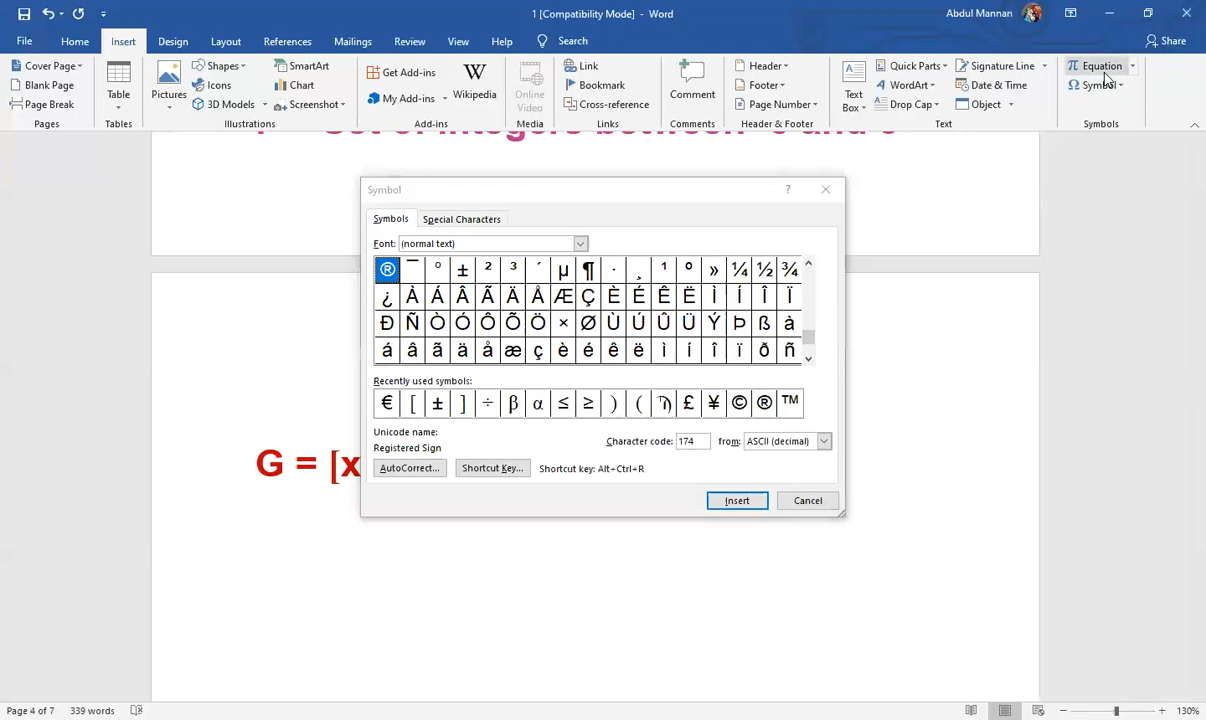 1 [Compatibility Mode] - Word
Abdul Mannan
File Home Insert Design Layout References Mailings Review View Help Search Share
Cover Page
Blank Page
Page Break
Pages
Table
Tables
Pictures
Shapes
Icons
3D Models
SmartArt
Chart
Screenshot
Illustrations
Get Add-ins
My Add-ins
Wikipedia
Add-ins
Online
Video
Media
Link
Bookmark
Cross-reference
Links
Comment
Comments
Header
Footer
Page Number
Header & Footer
Text
Box
Quick Parts
WordArt
Drop Cap
Signature Line
Date & Time
Object
Text
π Equation
Ω Symbol
Symbols
Symbol
? 
Symbols Special Characters
Font: (normal text)
® ¯ ° ± ² ³ ´ µ ¶ · ¸ ¹ º » ¼ ½ ¾
¿ À Á Â Ã Ä Å Æ Ç È É Ê Ë Ì Í Î Ï
Ð Ñ Ò Ó Ô Õ Ö × Ø Ù Ú Û Ü Ý Þ ß à
á â ã ä å æ ç è é ê ë ì í î ï ð ñ
Recently used symbols:
€ [ ± ] ÷ β α ≤ ≥ ) ( Ϡ £ ¥ © ® ™
Unicode name:
Registered Sign
Character code: 174 from: ASCII (decimal)
AutoCorrect... Shortcut Key... Shortcut key: Alt+Ctrl+R
Insert Cancel
G = [x
Page 4 of 7 339 words
130%